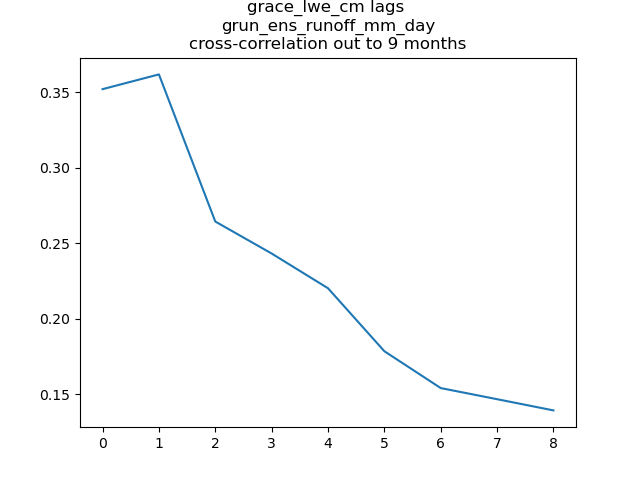 grace_lwe_cm lags
grun_ens_runoff_mm_day
cross-correlation out to 9 months
0.35
0.30
0.25
0.20
0.15
0 1 2 3 4 5 6 7 8